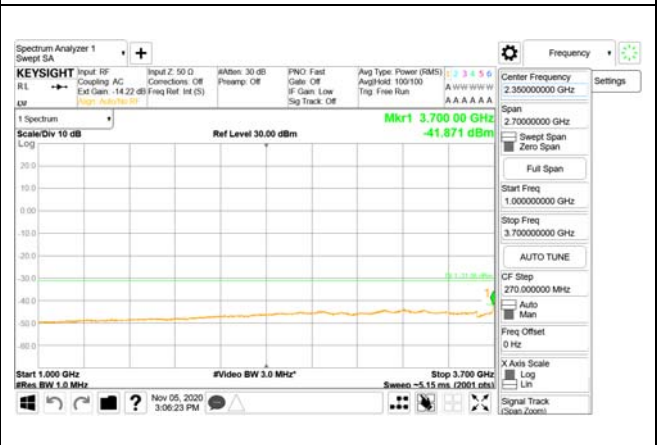 Spectrum Analyzer 1
Swept SA
+
Frequency
KEYSIGHT
RL
Input: RF
Coupling: AC
Ext Gain: -14.22 dB
Align: Auto/No RF
Input Z: 50 Ω
Corrections: Off
Freq Ref: Int (S)
#Atten: 30 dB
Preamp: Off
PNO: Fast
Gate: Off
IF Gain: Low
Sig Track: Off
Avg Type: Power (RMS)
Avg|Hold: 100/100
Trig: Free Run
1 2 3 4 5 6
A W W W W W
A A A A A A
Center Frequency
2.350000000 GHz
Settings
1 Spectrum
Scale/Div 10 dB
Ref Level 30.00 dBm
Mkr1 3.700 00 GHz
-41.871 dBm
Log
20.0
10.0
0.00
-10.0
-20.0
-30.0
-40.0
-50.0
-60.0
1
Span
2.70000000 GHz
Swept Span
Zero Span
Full Span
Start Freq
1.000000000 GHz
Stop Freq
3.700000000 GHz
AUTO TUNE
CF Step
270.000000 MHz
Auto
Man
Freq Offset
0 Hz
X Axis Scale
Log
Lin
Signal Track
(Span Zoom)
Start 1.000 GHz
#Video BW 3.0 MHz*
Stop 3.700 GHz
#Res BW 1.0 MHz
Sweep ~5.15 ms (2001 pts)
?
Nov 05, 2020
3:06:23 PM